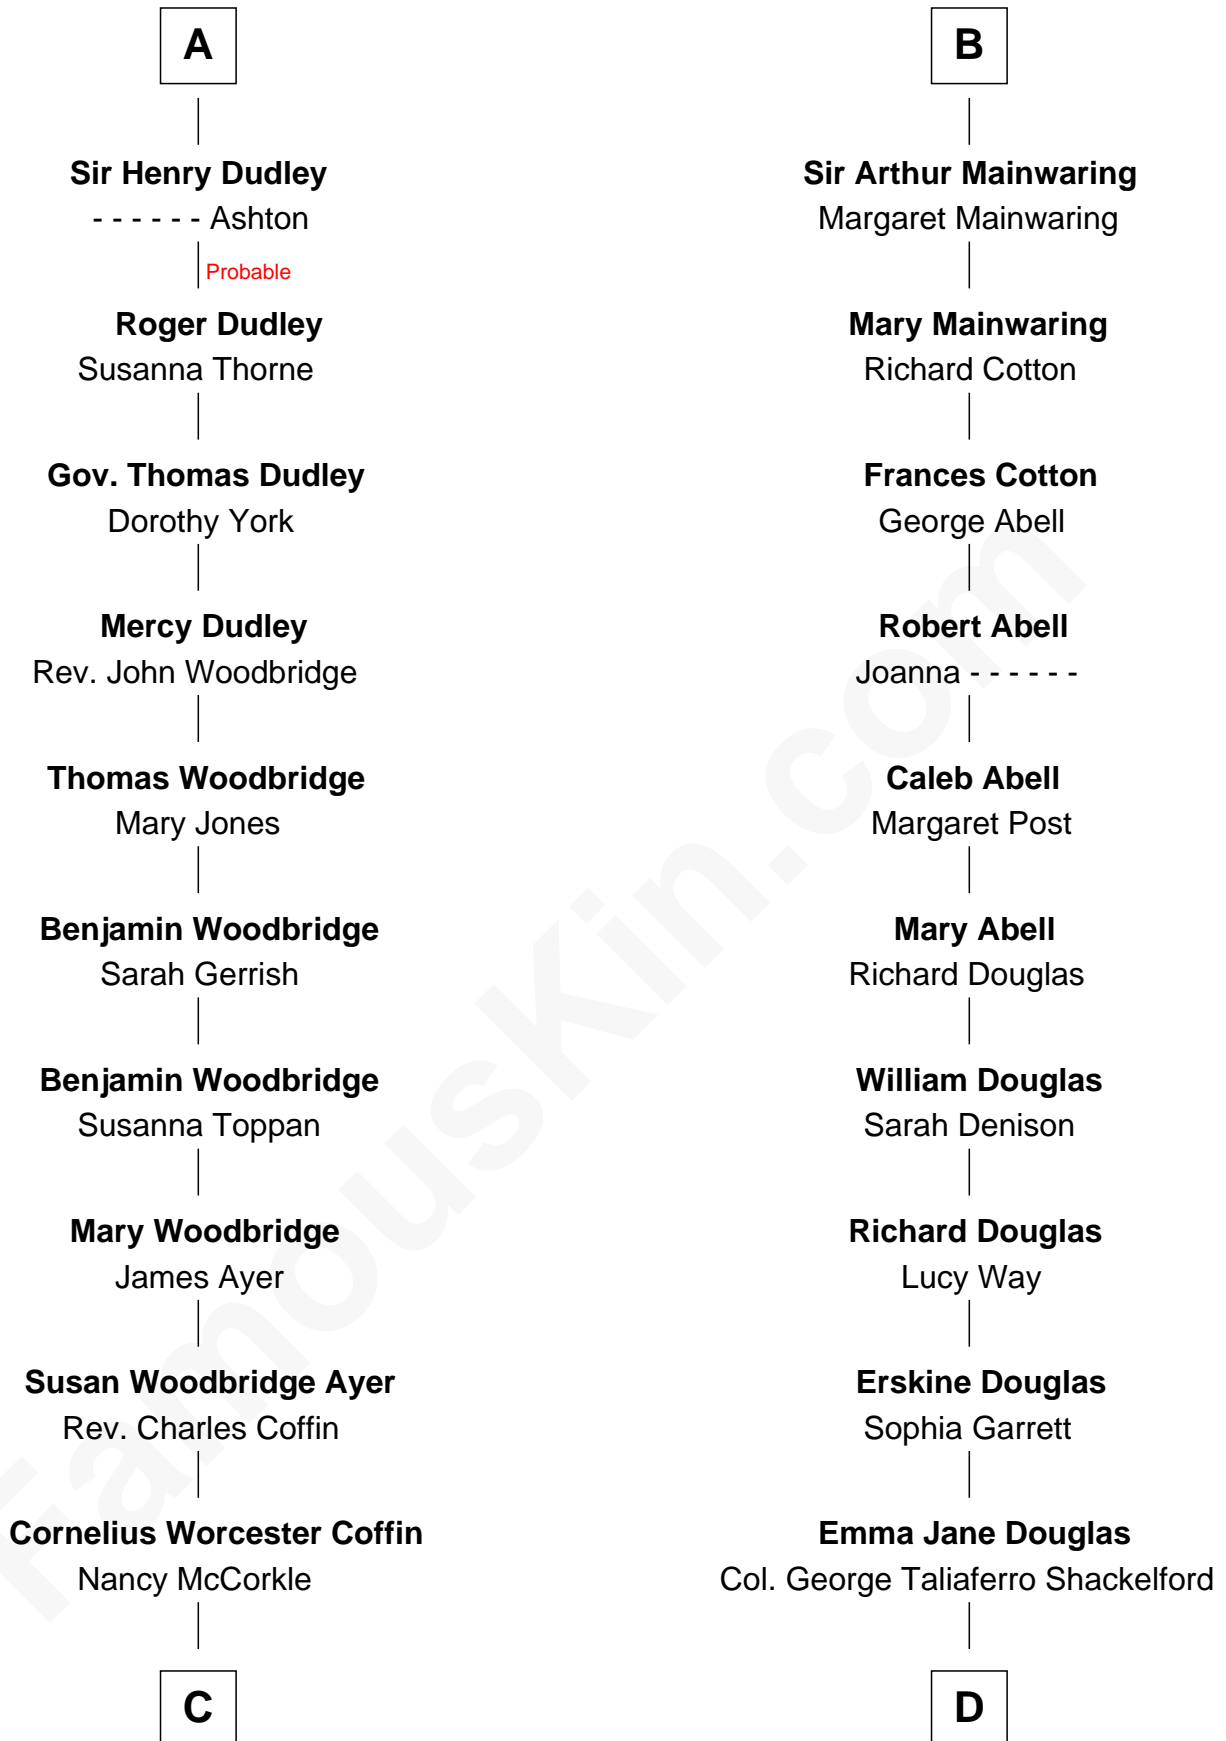 A
Sir Henry Dudley
- - - - - - Ashton
Probable
Roger Dudley
Susanna Thorne
Gov. Thomas Dudley
Dorothy York
Mercy Dudley
Rev. John Woodbridge
Thomas Woodbridge
Mary Jones
Benjamin Woodbridge
Sarah Gerrish
Benjamin Woodbridge
Susanna Toppan
Mary Woodbridge
James Ayer
Susan Woodbridge Ayer
Rev. Charles Coffin
Cornelius Worcester Coffin
Nancy McCorkle
C
B
Sir Arthur Mainwaring
Margaret Mainwaring
Mary Mainwaring
Richard Cotton
Frances Cotton
George Abell
Robert Abell
Joanna - - - - - -
Caleb Abell
Margaret Post
Mary Abell
Richard Douglas
William Douglas
Sarah Denison
Richard Douglas
Lucy Way
Erskine Douglas
Sophia Garrett
Emma Jane Douglas
Col. George Taliaferro Shackelford
D
FamousKin.com